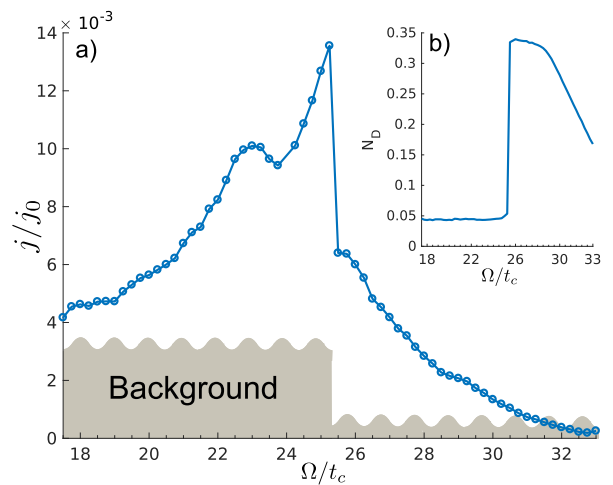 × 10⁻³
a)
14
12
10
8
6
4
2
0
j/j₀
Background
18 20 22 24 26 28 30 32
Ω/t_c
b)
0.35
0.3
0.25
0.2
0.15
0.1
0.05
0
N_D
18 26 30 33
Ω/t_c